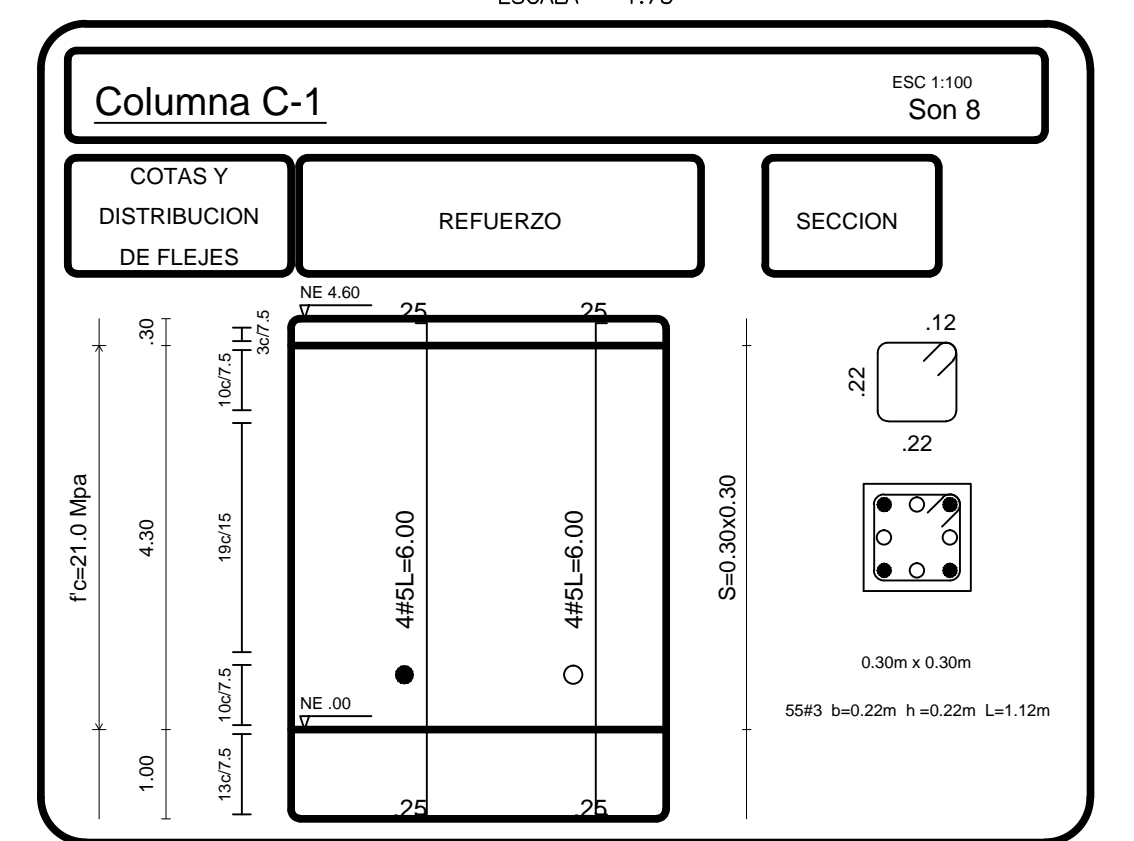 Columna C-1
ESC 1:100
Son 8
COTAS Y
DISTRIBUCION
DE FLEJES
REFUERZO
SECCION
NE 4.60
.25
.25
.30
3c/7.5
10c/7.5
.12
.22
.22
f'c=21.0 Mpa
4.30
19c/15
4#5L=6.00
4#5L=6.00
S=0.30x0.30
0.30m x 0.30m
10c/7.5
NE .00
55#3 b=0.22m h =0.22m L=1.12m
1.00
13c/7.5
.25
.25